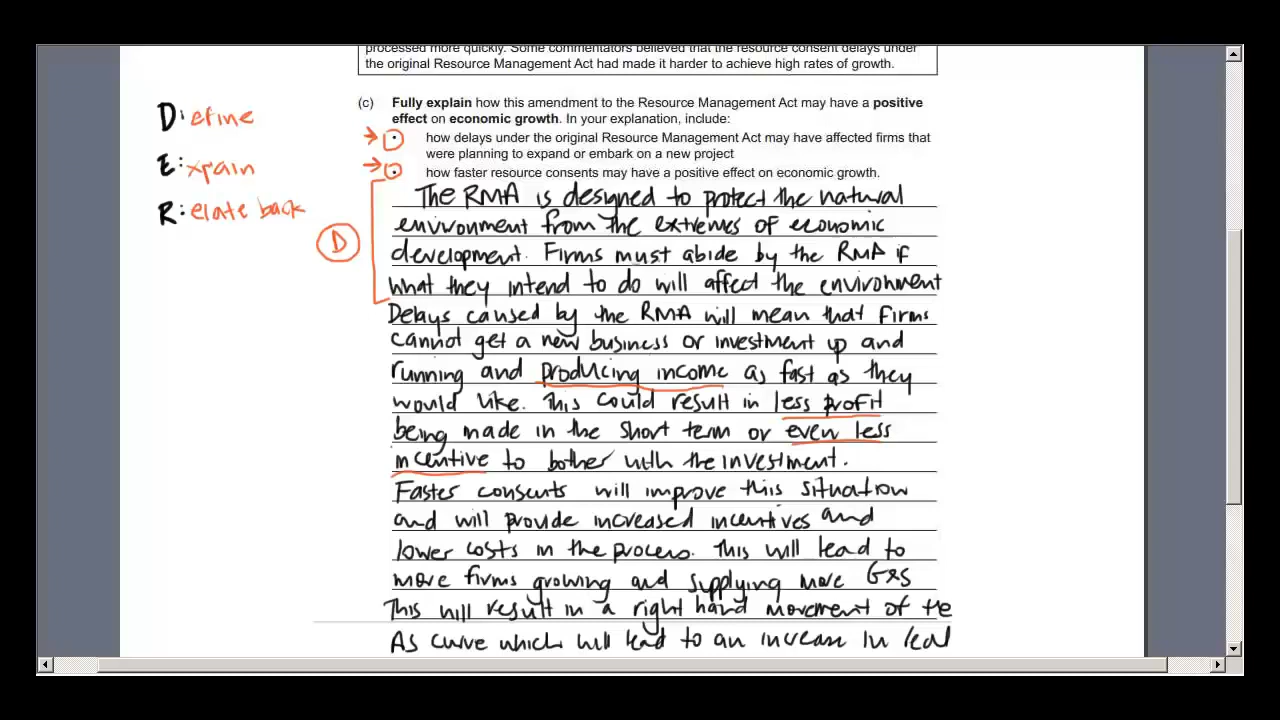 processed more quickly. Some commentators believed that the resource consent delays under
the original Resource Management Act had made it harder to achieve high rates of growth.
(c) Fully explain how this amendment to the Resource Management Act may have a positive
effect on economic growth. In your explanation, include:
• how delays under the original Resource Management Act may have affected firms that
were planning to expand or embark on a new project
• how faster resource consents may have a positive effect on economic growth.
D: efine
E: xpain
R: elate back
D
The RMA is designed to protect the natural
environment from the extremes of economic
development. Firms must abide by the RMA if
what they intend to do will affect the environment
Delays caused by the RMA will mean that firms
cannot get a new business or investment up and
running and producing income as fast as they
would like. This could result in less profit
being made in the short term or even less
incentive to bother with the investment.
Faster consents will improve this situation
and will provide increased incentives and
lower costs in the process. This will lead to
more firms growing and supplying more G&S
This will result in a right hand movement of the
AS curve which will lead to an increase in real